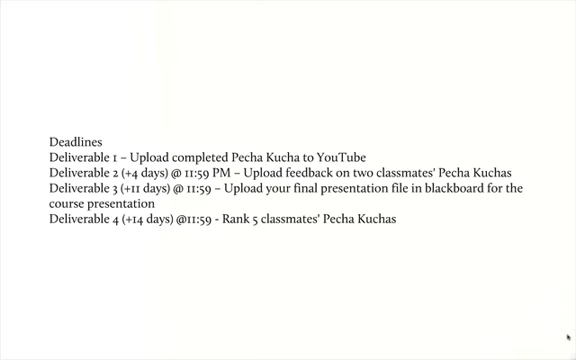 Deadlines
Deliverable 1 – Upload completed Pecha Kucha to YouTube
Deliverable 2 (+4 days) @ 11:59 PM – Upload feedback on two classmates' Pecha Kuchas
Deliverable 3 (+11 days) @ 11:59 – Upload your final presentation file in blackboard for the
course presentation
Deliverable 4 (+14 days) @11:59 - Rank 5 classmates' Pecha Kuchas